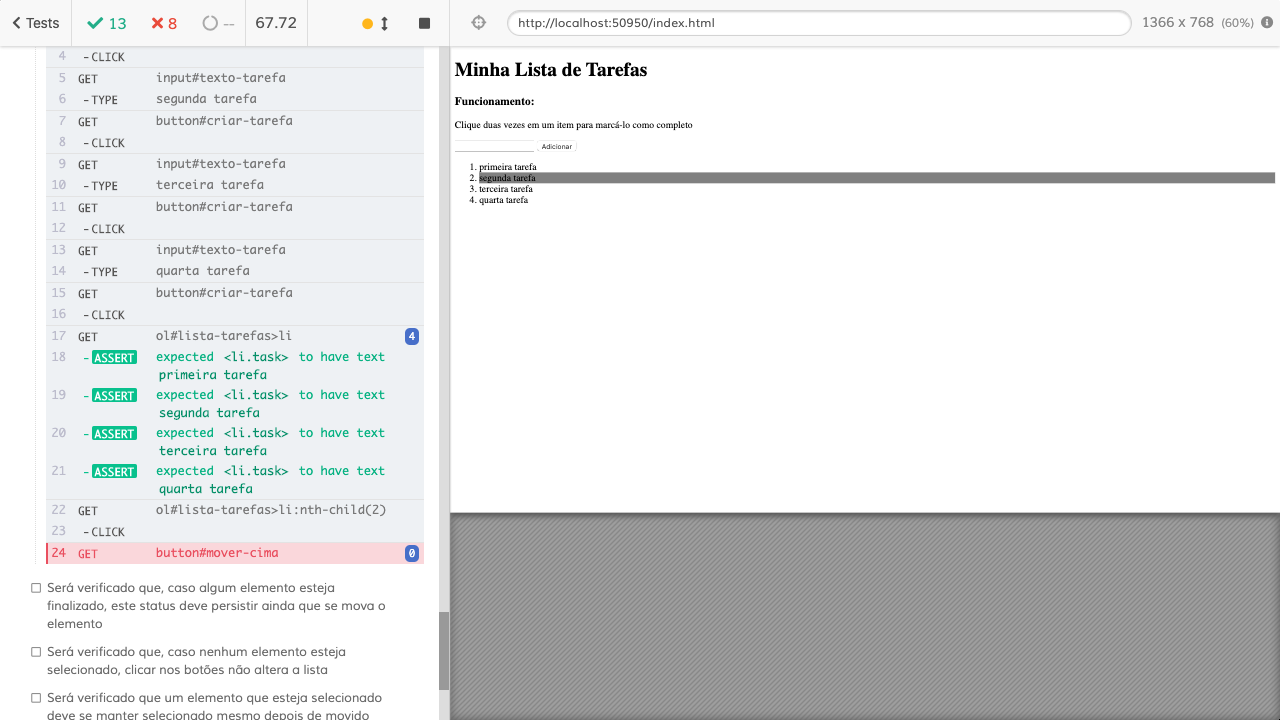 Tests 13 8 -- 67.72 http://localhost:50950/index.html 1366 x 768 (60%)
4 -CLICK
5 GET input#texto-tarefa
6 -TYPE segunda tarefa
7 GET button#criar-tarefa
8 -CLICK
9 GET input#texto-tarefa
10 -TYPE terceira tarefa
11 GET button#criar-tarefa
12 -CLICK
13 GET input#texto-tarefa
14 -TYPE quarta tarefa
15 GET button#criar-tarefa
16 -CLICK
17 GET ol#lista-tarefas>li 4
18 -ASSERT expected <li.task> to have text
primeira tarefa
19 -ASSERT expected <li.task> to have text
segunda tarefa
20 -ASSERT expected <li.task> to have text
terceira tarefa
21 -ASSERT expected <li.task> to have text
quarta tarefa
22 GET ol#lista-tarefas>li:nth-child(2)
23 -CLICK
24 GET button#mover-cima 0
Será verificado que, caso algum elemento esteja
finalizado, este status deve persistir ainda que se mova o
elemento
Será verificado que, caso nenhum elemento esteja
selecionado, clicar nos botões não altera a lista
Será verificado que um elemento que esteja selecionado
deve se manter selecionado mesmo depois de movido
Minha Lista de Tarefas
Funcionamento:
Clique duas vezes em um item para marcá-lo como completo
Adicionar
1. primeira tarefa
2. segunda tarefa
3. terceira tarefa
4. quarta tarefa